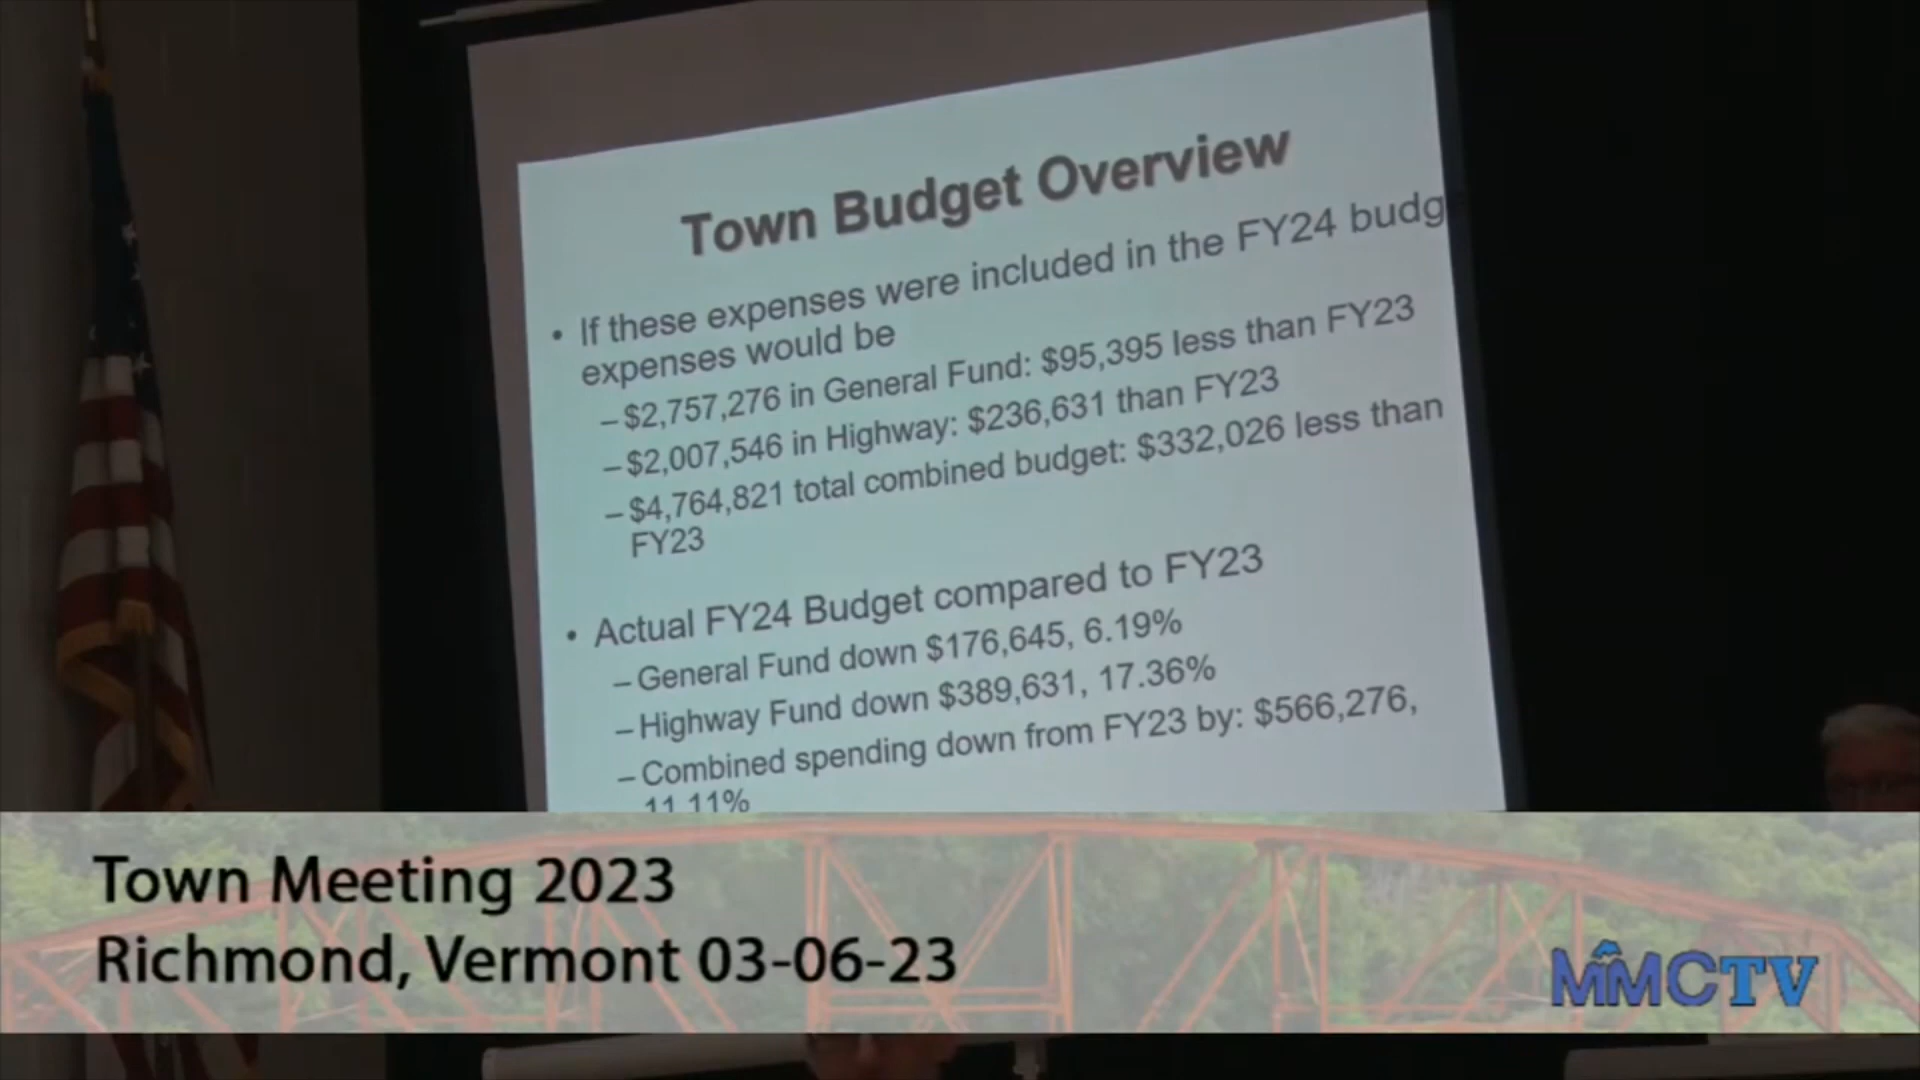 Town Budget Overview
• If these expenses were included in the FY24 budg
expenses would be
– $2,757,276 in General Fund: $95,395 less than FY23
– $2,007,546 in Highway: $236,631 than FY23
– $4,764,821 total combined budget: $332,026 less than
FY23
• Actual FY24 Budget compared to FY23
– General Fund down $176,645, 6.19%
– Highway Fund down $389,631, 17.36%
– Combined spending down from FY23 by: $566,276,
11.11%
Town Meeting 2023
Richmond, Vermont 03-06-23
MMCTV